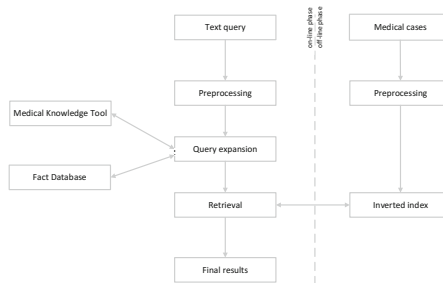 Text query
Medical cases
on-line phase
off-line phase
Preprocessing
Preprocessing
Medical Knowledge Tool
Query expansion
Fact Database
Retrieval
Inverted index
Final results